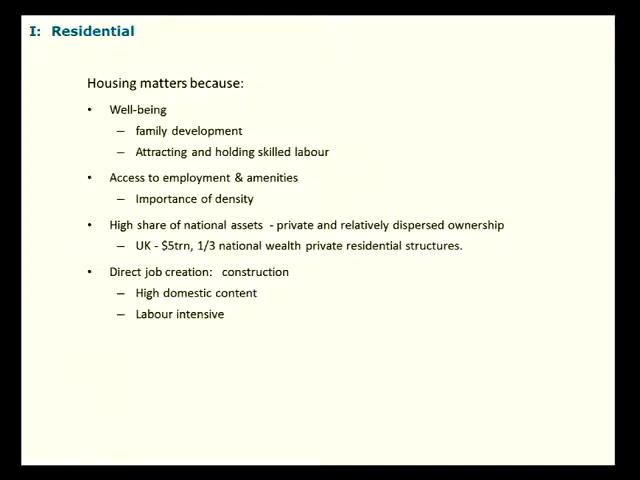 I: Residential
Housing matters because:
• Well-being
– family development
– Attracting and holding skilled labour
• Access to employment & amenities
– Importance of density
• High share of national assets - private and relatively dispersed ownership
– UK - $5trn, 1/3 national wealth private residential structures.
• Direct job creation: construction
– High domestic content
– Labour intensive